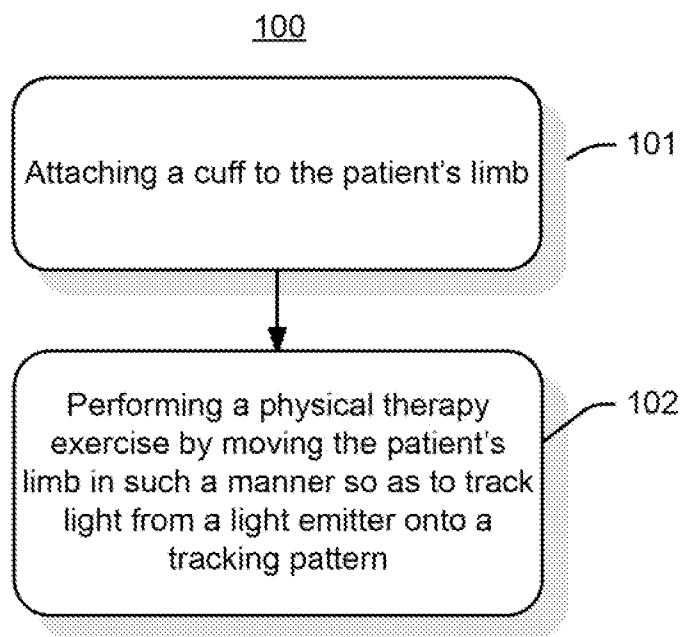 100
Attaching a cuff to the patient's limb
101
Performing a physical therapy
exercise by moving the patient's
limb in such a manner so as to track
light from a light emitter onto a
tracking pattern
102